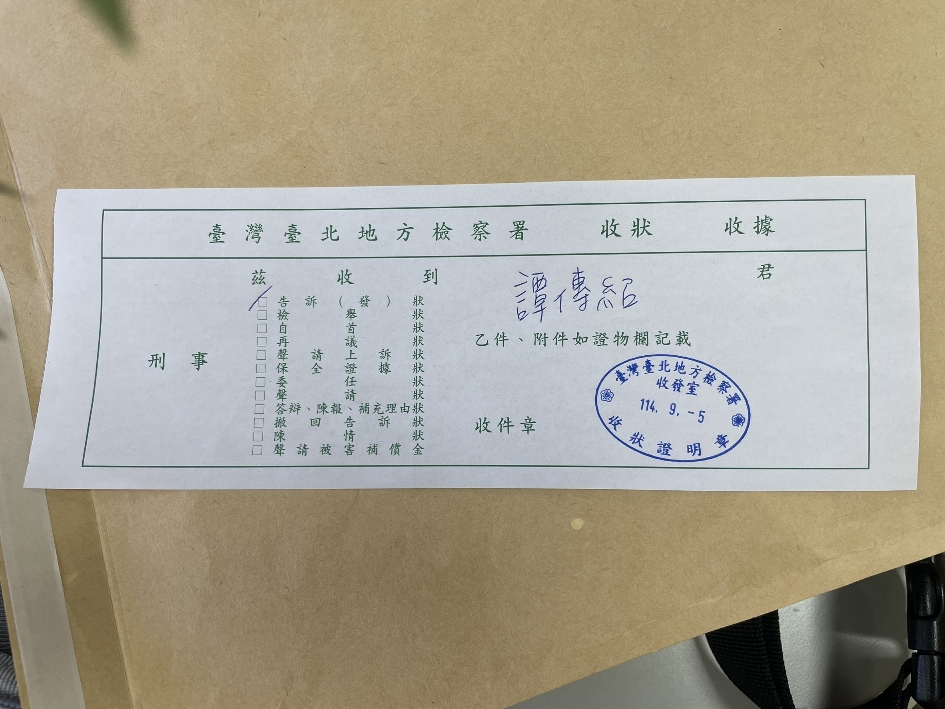 臺灣臺北地方檢察署 收狀 收據
茲收到 譚傳紹 君
刑事
□告訴(發)狀
□檢舉狀
□自首狀
□再議狀
□聲請上訴狀
□保全證據狀
□委任狀
□聲請狀
□答辯、陳報、補充理由狀
□撤回告訴狀
□陳情狀
□聲請被害補償金
乙件、附件如證物欄記載
收件章
臺灣臺北地方檢察署
收發室
114. 9. -5
收狀證明章